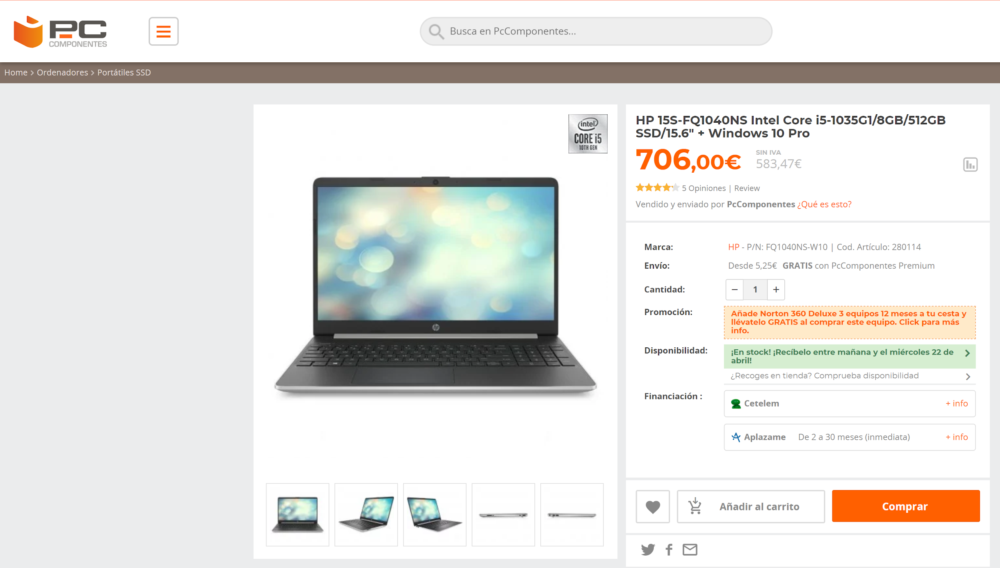 PC
COMPONENTES
Busca en PcComponentes...
Home > Ordenadores > Portátiles SSD
intel
CORE i5
10TH GEN
hp
HP 15S-FQ1040NS Intel Core i5-1035G1/8GB/512GB
SSD/15.6" + Windows 10 Pro
706,00€
SIN IVA
583,47€
5 Opiniones | Review
Vendido y enviado por PcComponentes ¿Qué es esto?
Marca: HP - P/N: FQ1040NS-W10 | Cod. Artículo: 280114
Envío: Desde 5,25€ GRATIS con PcComponentes Premium
Cantidad: − 1 +
Promoción: Añade Norton 360 Deluxe 3 equipos 12 meses a tu cesta y
llévatelo GRATIS al comprar este equipo. Click para más
info.
Disponibilidad: ¡En stock! ¡Recíbelo entre mañana y el miércoles 22 de
abril!
¿Recoges en tienda? Comprueba disponibilidad
Financiación : Cetelem + info
Aplazame De 2 a 30 meses (inmediata) + info
Añadir al carrito
Comprar